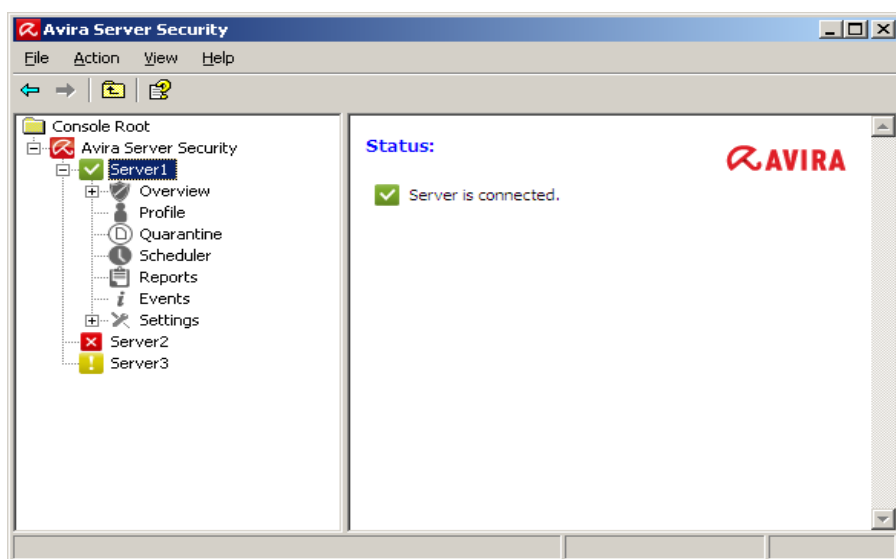 Avira Server Security
File Action View Help
Console Root
Avira Server Security
Server1
Overview
Profile
Quarantine
Scheduler
Reports
Events
Settings
Server2
Server3
Status:
AVIRA
Server is connected.